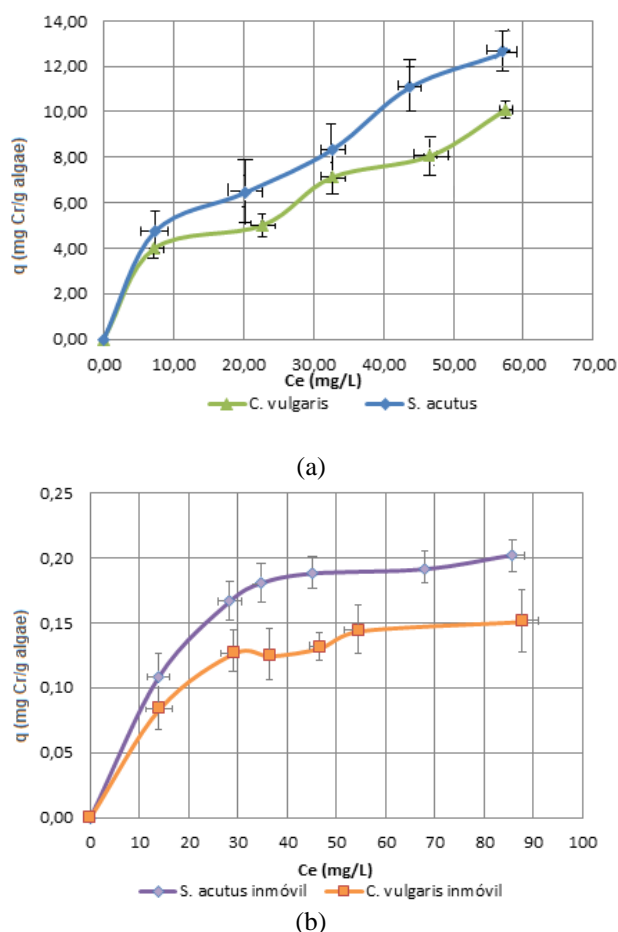 14,00
12,00
10,00
8,00
6,00
4,00
2,00
0,00
q (mg Cr/g algae)
0,00 10,00 20,00 30,00 40,00 50,00 60,00 70,00
Ce (mg/L)
C. vulgaris S. acutus
(a)
0,25
0,20
0,15
0,10
0,05
0,00
q (mg Cr/g algae)
0 10 20 30 40 50 60 70 80 90 100
Ce (mg/L)
S. acutus inmóvil C. vulgaris inmóvil
(b)